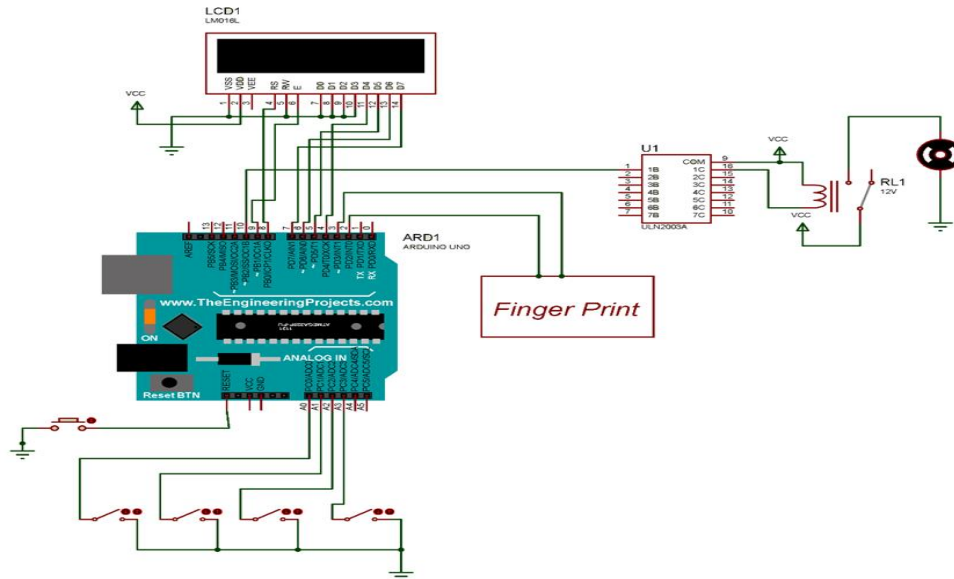 LCD1
LM016L
VSS VDD VEE RS RW E D0 D1 D2 D3 D4 D5 D6 D7
1 2 3 4 5 6 7 8 9 10 11 12 13 14
VCC
U1
1 1B COM 9
2 2B 1C 16
3 3B 2C 15
4 4B 3C 14
5 5B 4C 13
6 6B 5C 12
7 7B 6C 11
7C 10
ULN2003A
VCC
RL1
12V
VCC
13 12 11 10 9 8 7 6 5 4 3 2 1 0
ARD1
ARDUINO UNO
AREF
TX
RX
www.TheEngineeringProjects.com
ON
ANALOG IN
Reset BTN
RESET
VCC
GND
A0 A1 A2 A3 A4 A5
Finger Print